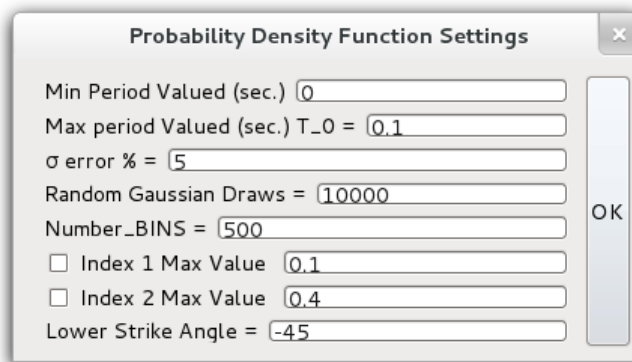 Probability Density Function Settings ×
Min Period Valued (sec.) 0
Max period Valued (sec.) T_0 = 0.1
σ error % = 5
Random Gaussian Draws = 10000
Number_BINS = 500
OK
Index 1 Max Value 0.1
Index 2 Max Value 0.4
Lower Strike Angle = -45